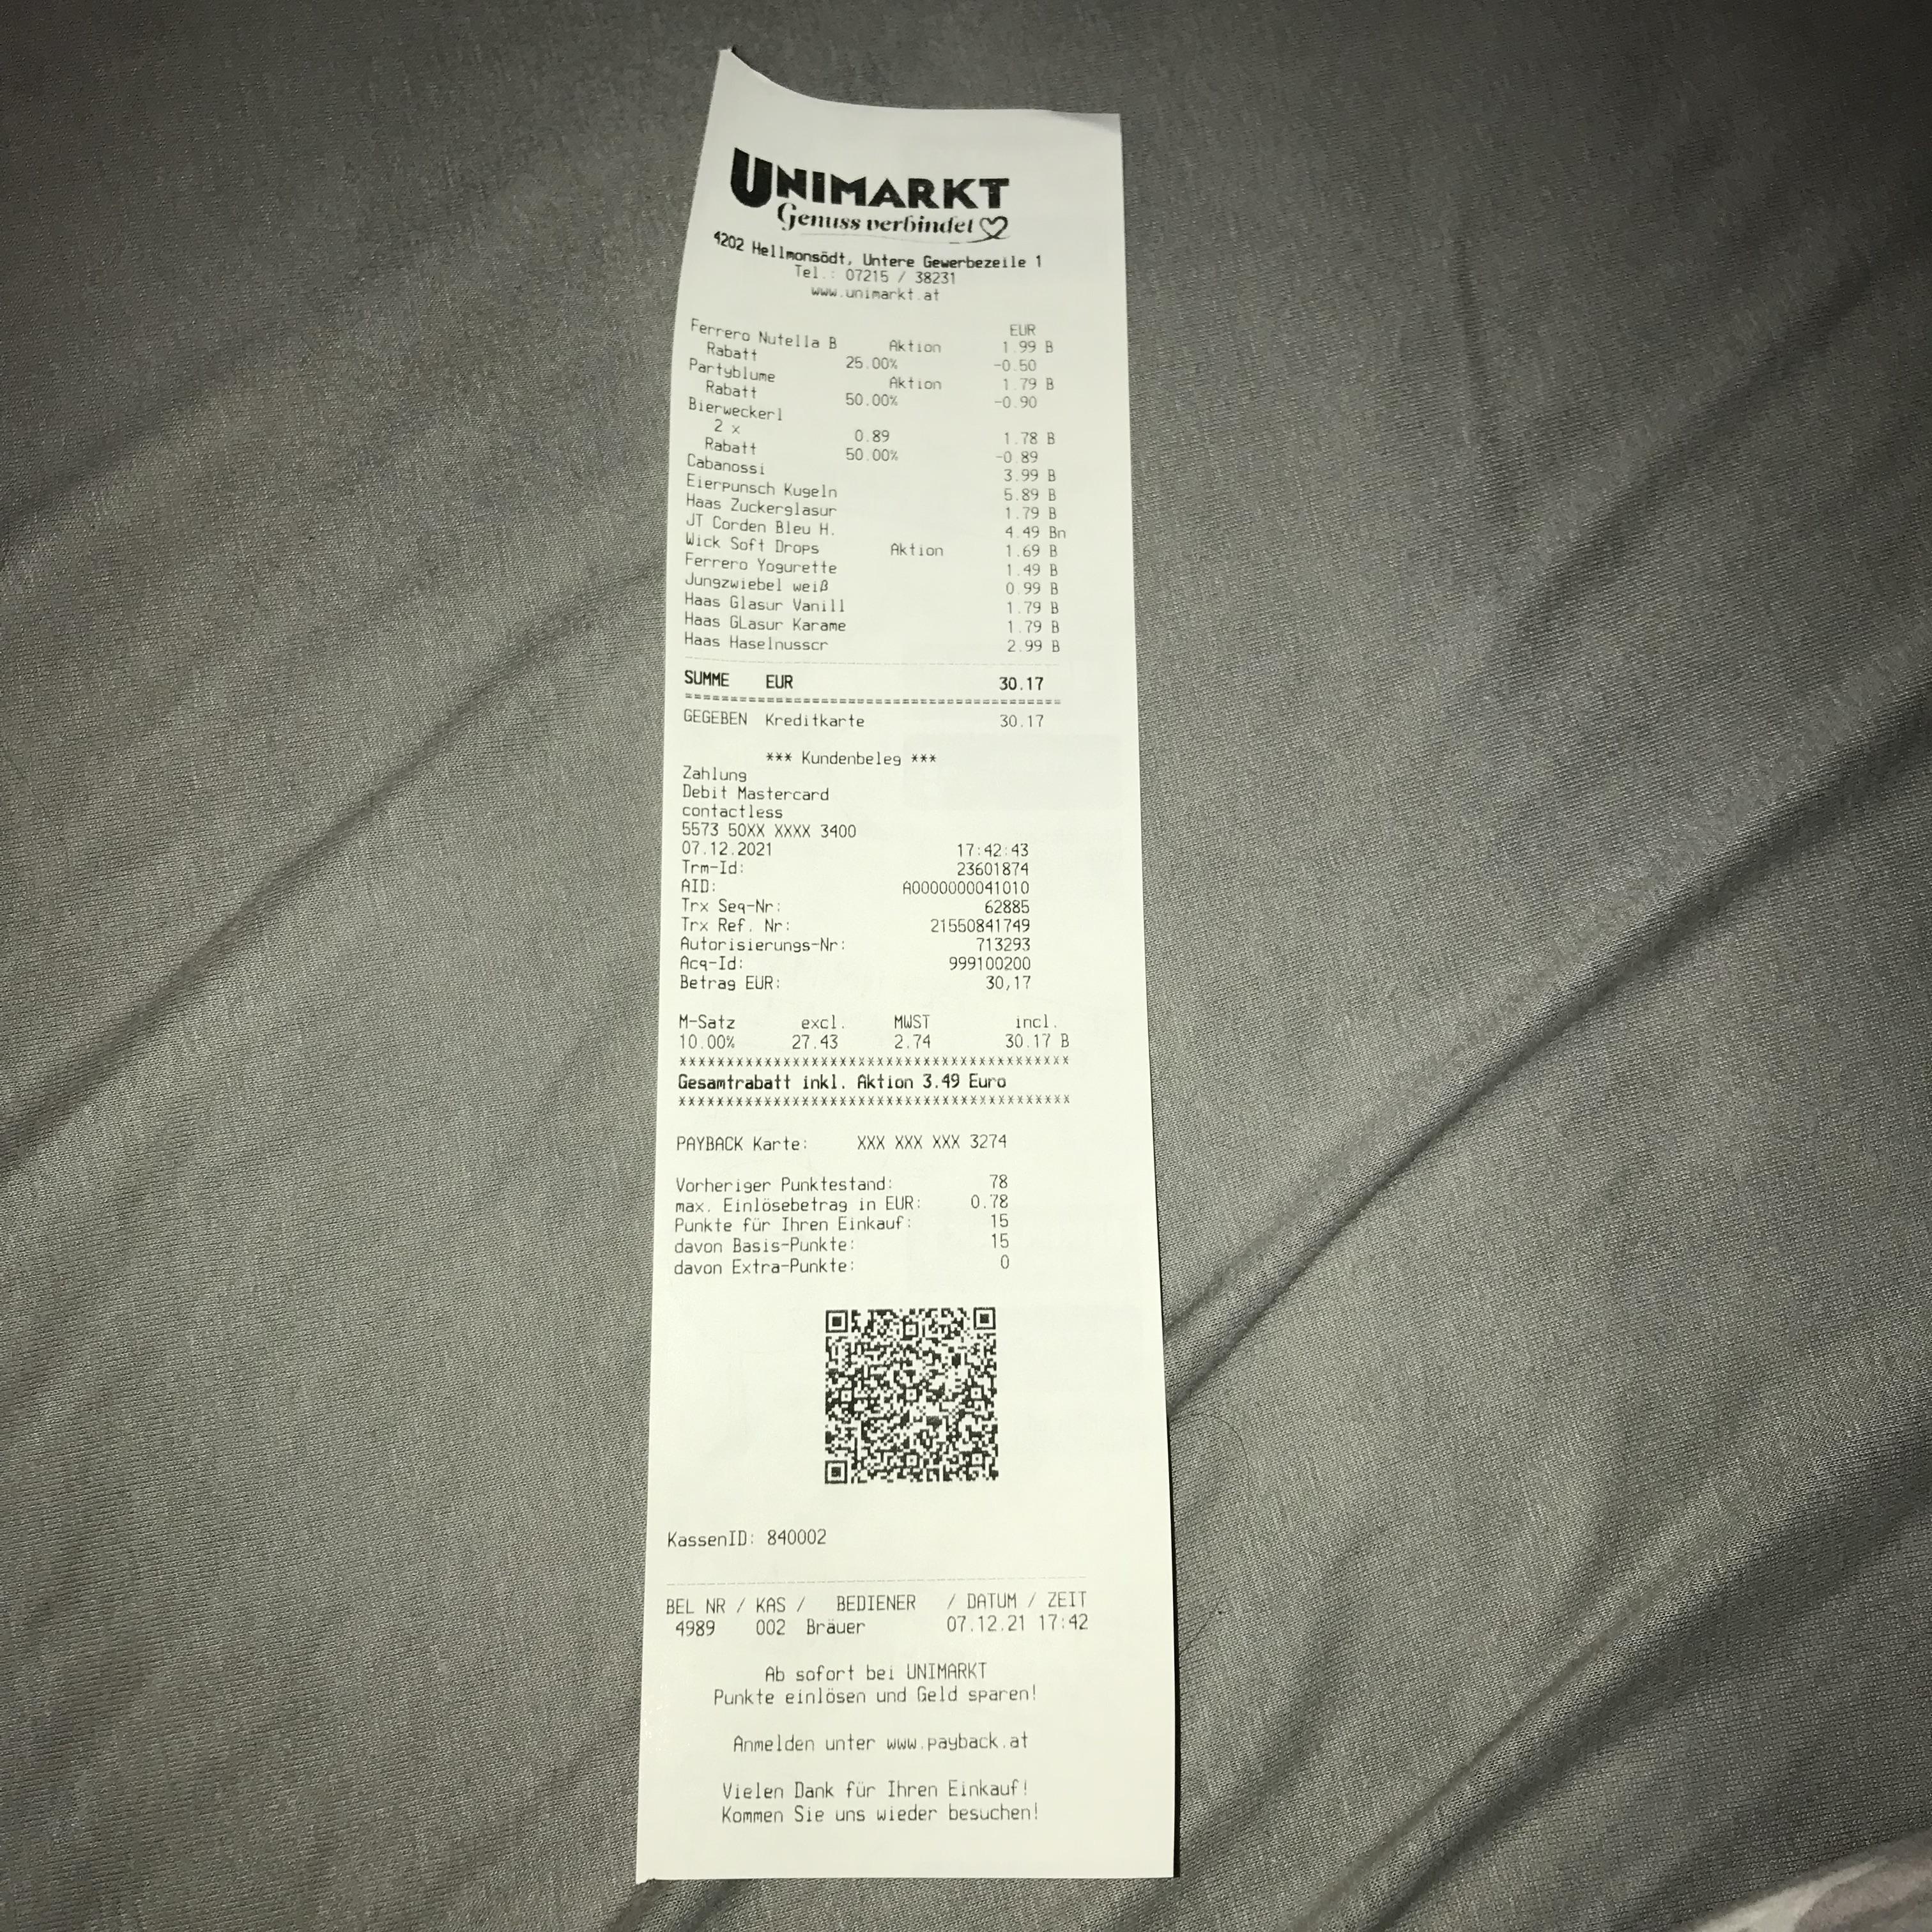 UNIMARKT
Genuss verbindet
4202 Hellmonsödt, Untere Gewerbezeile 1
Tel.: 07215 / 38231
www.unimarkt.at
EUR
Ferrero Nutella B Aktion 1.99 B
Rabatt 25.00% -0.50
Partyblume Aktion 1.79 B
Rabatt 50.00% -0.90
Bierweckerl
2 x 0.89 1.78 B
Rabatt 50.00% -0.89
Cabanossi 3.99 B
Eierpunsch Kugeln 5.89 B
Haas Zuckerglasur 1.79 B
JT Corden Bleu H. 4.49 Bn
Wick Soft Drops Aktion 1.69 B
Ferrero Yogurette 1.49 B
Jungzwiebel weiß 0.99 B
Haas Glasur Vanill 1.79 B
Haas GLasur Karame 1.79 B
Haas Haselnusscr 2.99 B
SUMME EUR 30.17
========================================
GEGEBEN Kreditkarte 30.17
*** Kundenbeleg ***
Zahlung
Debit Mastercard
contactless
5573 50XX XXXX 3400
07.12.2021 17:42:43
Trm-Id: 23601874
AID: A0000000041010
Trx Seq-Nr: 62885
Trx Ref. Nr: 21550841749
Autorisierungs-Nr: 713293
Acq-Id: 999100200
Betrag EUR: 30,17
M-Satz excl. MWST incl.
10.00% 27.43 2.74 30.17 B
xxxxxxxxxxxxxxxxxxxxxxxxxxxxxxxxxxxxxxxxxx
Gesamtrabatt inkl. Aktion 3.49 Euro
xxxxxxxxxxxxxxxxxxxxxxxxxxxxxxxxxxxxxxxxxx
PAYBACK Karte: XXX XXX XXX 3274
Vorheriger Punktestand: 78
max. Einlösebetrag in EUR: 0.78
Punkte für Ihren Einkauf: 15
davon Basis-Punkte: 15
davon Extra-Punkte: 0
KassenID: 840002
BEL NR / KAS / BEDIENER / DATUM / ZEIT
4989 002 Bräuer 07.12.21 17:42
Ab sofort bei UNIMARKT
Punkte einlösen und Geld sparen!
Anmelden unter www.payback.at
Vielen Dank für Ihren Einkauf!
Kommen Sie uns wieder besuchen!